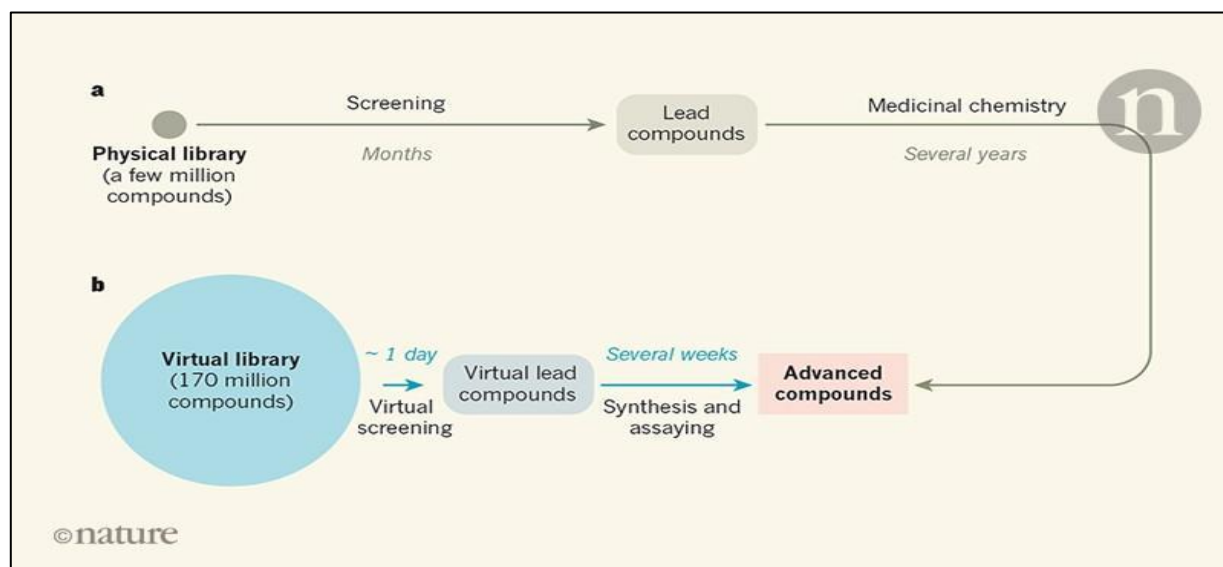 a
Screening
Medicinal chemistry
n
Lead
compounds
Physical library
(a few million
compounds)
Months
Several years
b
Virtual library
(170 million
compounds)
~ 1 day
Virtual
screening
Virtual lead
compounds
Several weeks
Synthesis and
assaying
Advanced
compounds
©nature